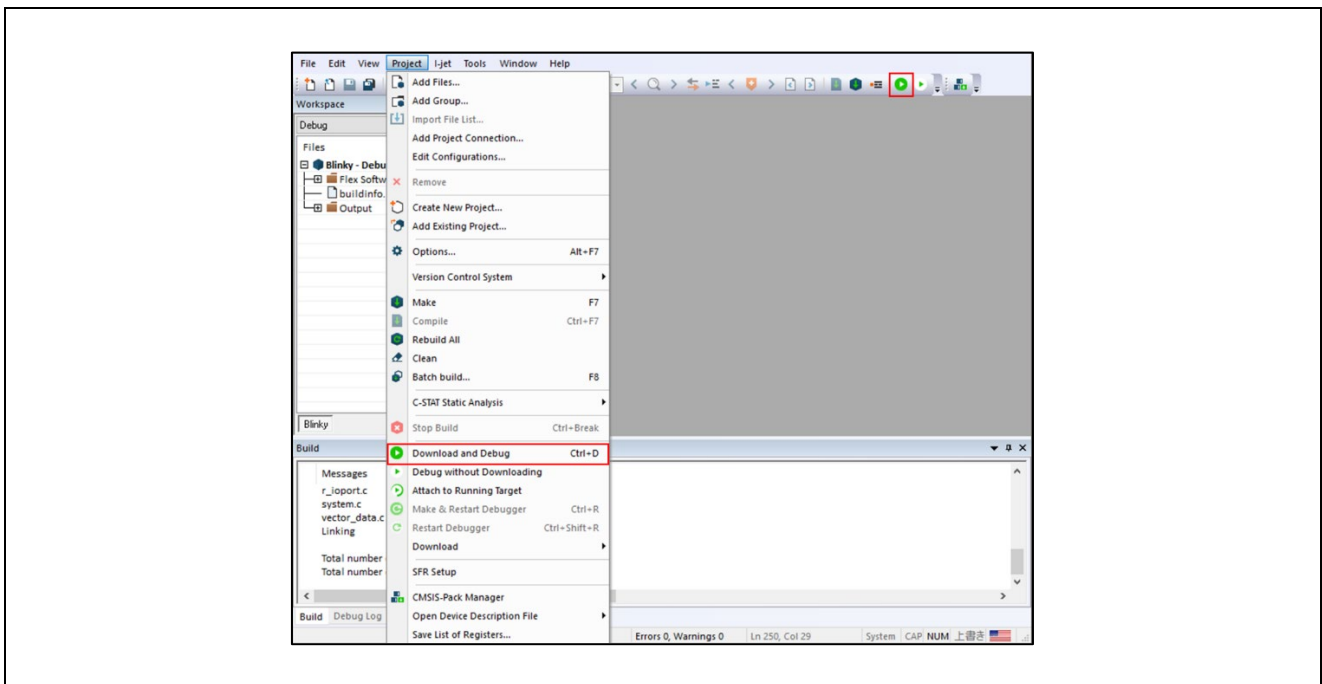 File Edit View Project I-jet Tools Window Help
Workspace
Debug
Files
Blinky - Debu
Flex Softw
buildinfo.
Output
Blinky
Add Files...
Add Group...
Import File List...
Add Project Connection...
Edit Configurations...
Remove
Create New Project...
Add Existing Project...
Options... Alt+F7
Version Control System
Make F7
Compile Ctrl+F7
Rebuild All
Clean
Batch build... F8
C-STAT Static Analysis
Stop Build Ctrl+Break
Download and Debug Ctrl+D
Debug without Downloading
Attach to Running Target
Make & Restart Debugger Ctrl+R
Restart Debugger Ctrl+Shift+R
Download
SFR Setup
CMSIS-Pack Manager
Open Device Description File
Save List of Registers...
Build
Messages
r_ioport.c
system.c
vector_data.c
Linking
Total number
Total number
Build Debug Log
Errors 0, Warnings 0 Ln 250, Col 29 System CAP NUM 上書き